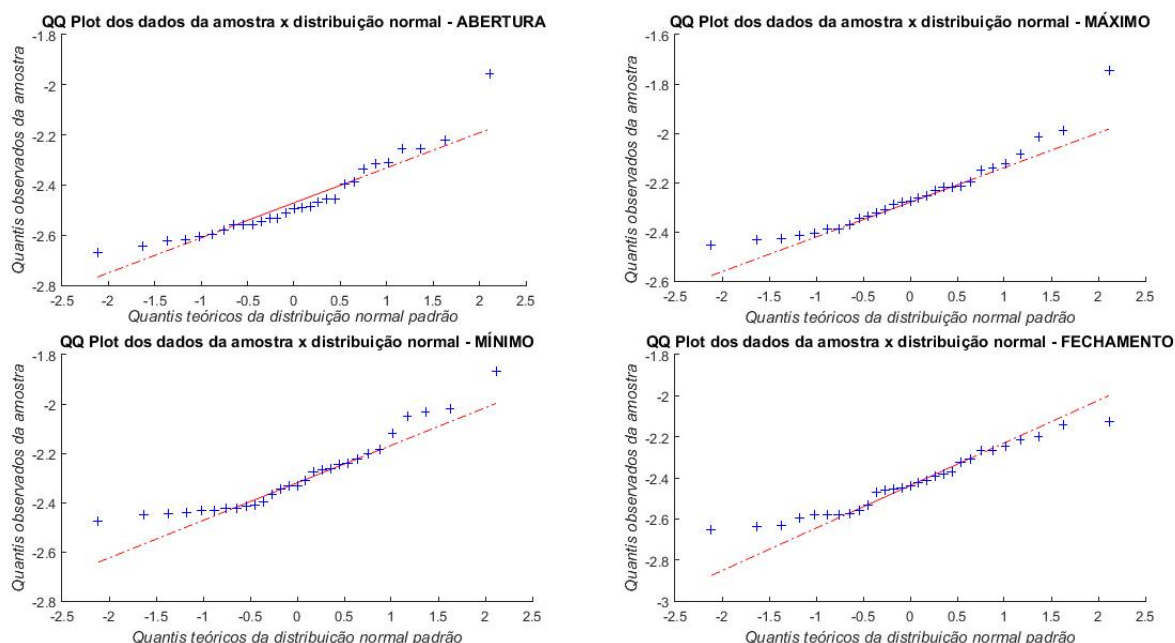 QQ Plot dos dados da amostra x distribuição normal - ABERTURA
-1.8
-2
-2.2
-2.4
-2.6
-2.8
Quantis observados da amostra
-2.5 -2 -1.5 -1 -0.5 0 0.5 1 1.5 2 2.5
Quantis teóricos da distribuição normal padrão
QQ Plot dos dados da amostra x distribuição normal - MÁXIMO
-1.6
-1.8
-2
-2.2
-2.4
-2.6
Quantis observados da amostra
-2.5 -2 -1.5 -1 -0.5 0 0.5 1 1.5 2 2.5
Quantis teóricos da distribuição normal padrão
QQ Plot dos dados da amostra x distribuição normal - MÍNIMO
-1.8
-2
-2.2
-2.4
-2.6
-2.8
Quantis observados da amostra
-2.5 -2 -1.5 -1 -0.5 0 0.5 1 1.5 2 2.5
Quantis teóricos da distribuição normal padrão
QQ Plot dos dados da amostra x distribuição normal - FECHAMENTO
-1.8
-2
-2.2
-2.4
-2.6
-2.8
-3
Quantis observados da amostra
-2.5 -2 -1.5 -1 -0.5 0 0.5 1 1.5 2 2.5
Quantis teóricos da distribuição normal padrão